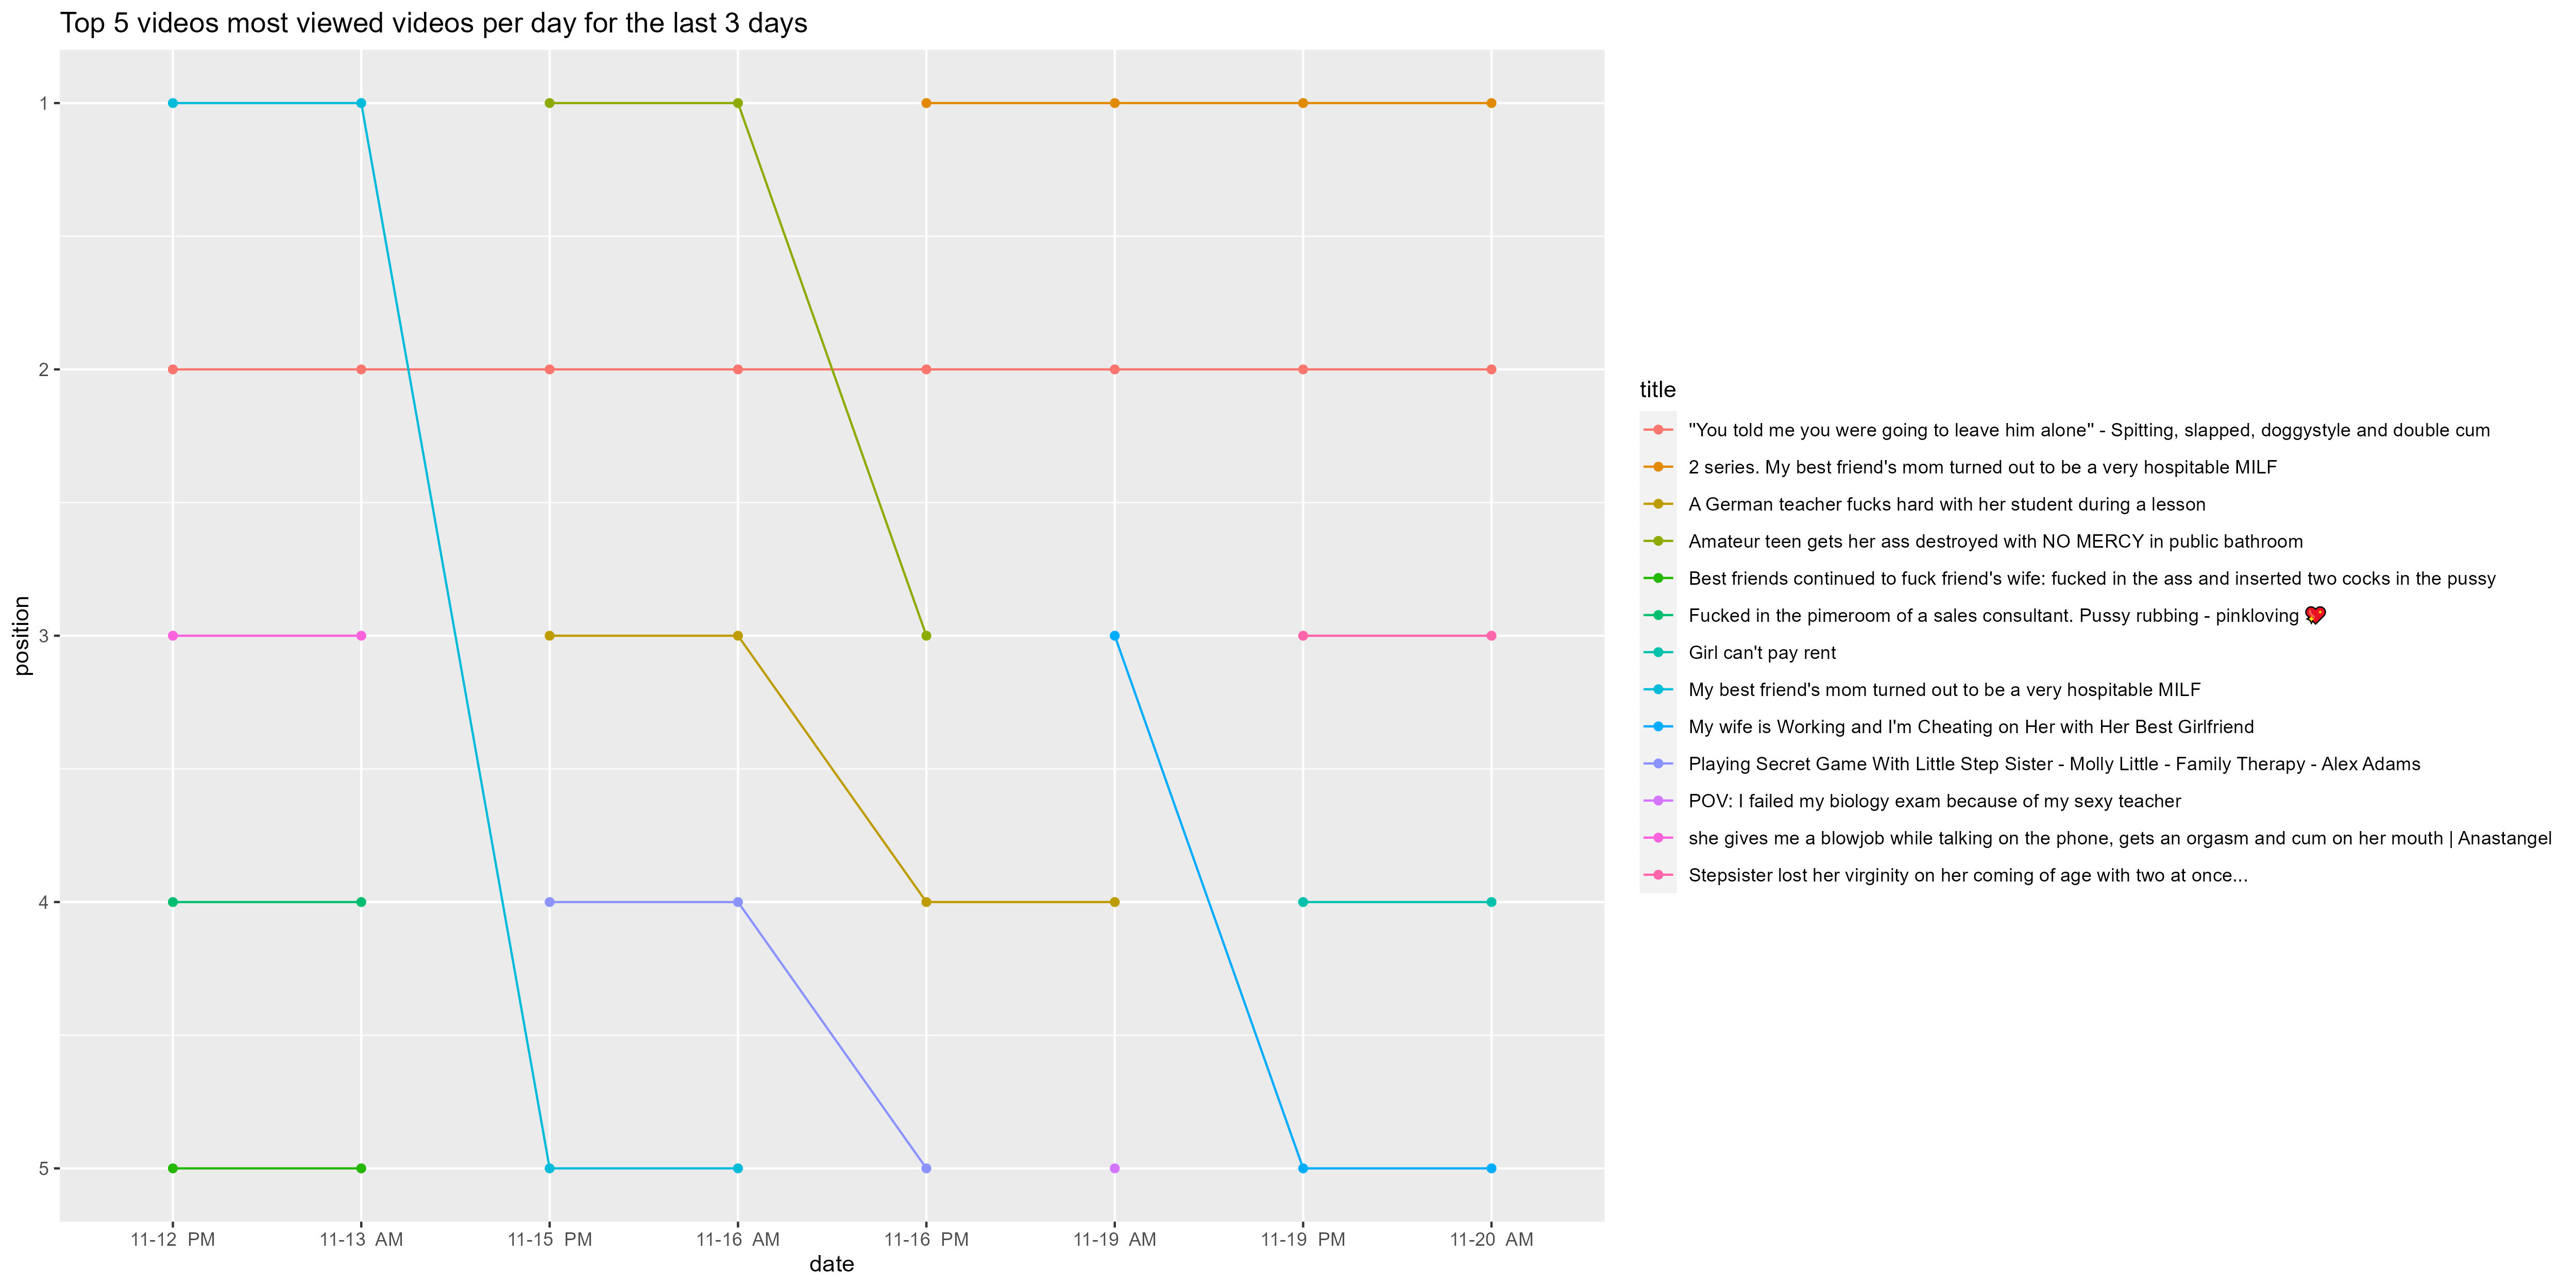 Top 5 videos most viewed videos per day for the last 3 days
position
1
2
3
4
5
11-12 PM
11-13 AM
11-15 PM
11-16 AM
11-16 PM
11-19 AM
11-19 PM
11-20 AM
date
title
"You told me you were going to leave him alone" - Spitting, slapped, doggystyle and double cum
2 series. My best friend's mom turned out to be a very hospitable MILF
A German teacher fucks hard with her student during a lesson
Amateur teen gets her ass destroyed with NO MERCY in public bathroom
Best friends continued to fuck friend's wife: fucked in the ass and inserted two cocks in the pussy
Fucked in the pimeroom of a sales consultant. Pussy rubbing - pinkloving 💖
Girl can't pay rent
My best friend's mom turned out to be a very hospitable MILF
My wife is Working and I'm Cheating on Her with Her Best Girlfriend
Playing Secret Game With Little Step Sister - Molly Little - Family Therapy - Alex Adams
POV: I failed my biology exam because of my sexy teacher
she gives me a blowjob while talking on the phone, gets an orgasm and cum on her mouth | Anastangel
Stepsister lost her virginity on her coming of age with two at once...